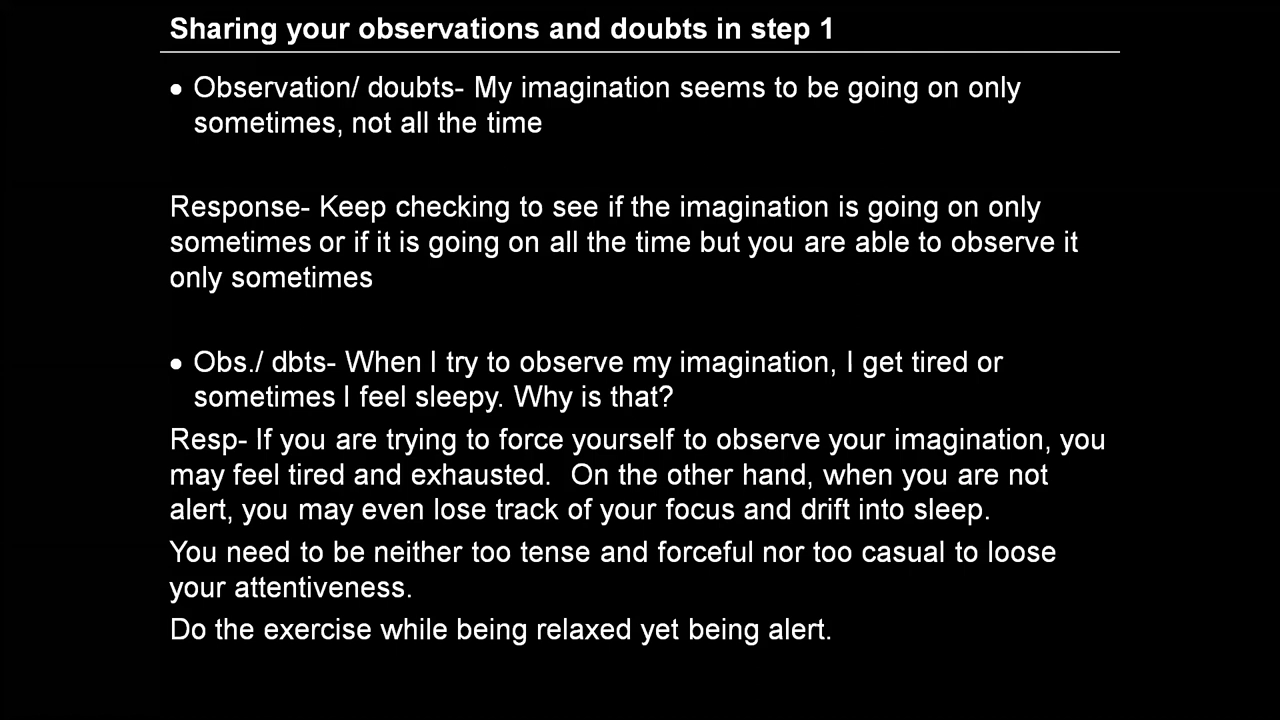 Sharing your observations and doubts in step 1
• Observation/ doubts- My imagination seems to be going on only
sometimes, not all the time
Response- Keep checking to see if the imagination is going on only
sometimes or if it is going on all the time but you are able to observe it
only sometimes
• Obs./ dbts- When I try to observe my imagination, I get tired or
sometimes I feel sleepy. Why is that?
Resp- If you are trying to force yourself to observe your imagination, you
may feel tired and exhausted.  On the other hand, when you are not
alert, you may even lose track of your focus and drift into sleep.
You need to be neither too tense and forceful nor too casual to loose
your attentiveness.
Do the exercise while being relaxed yet being alert.